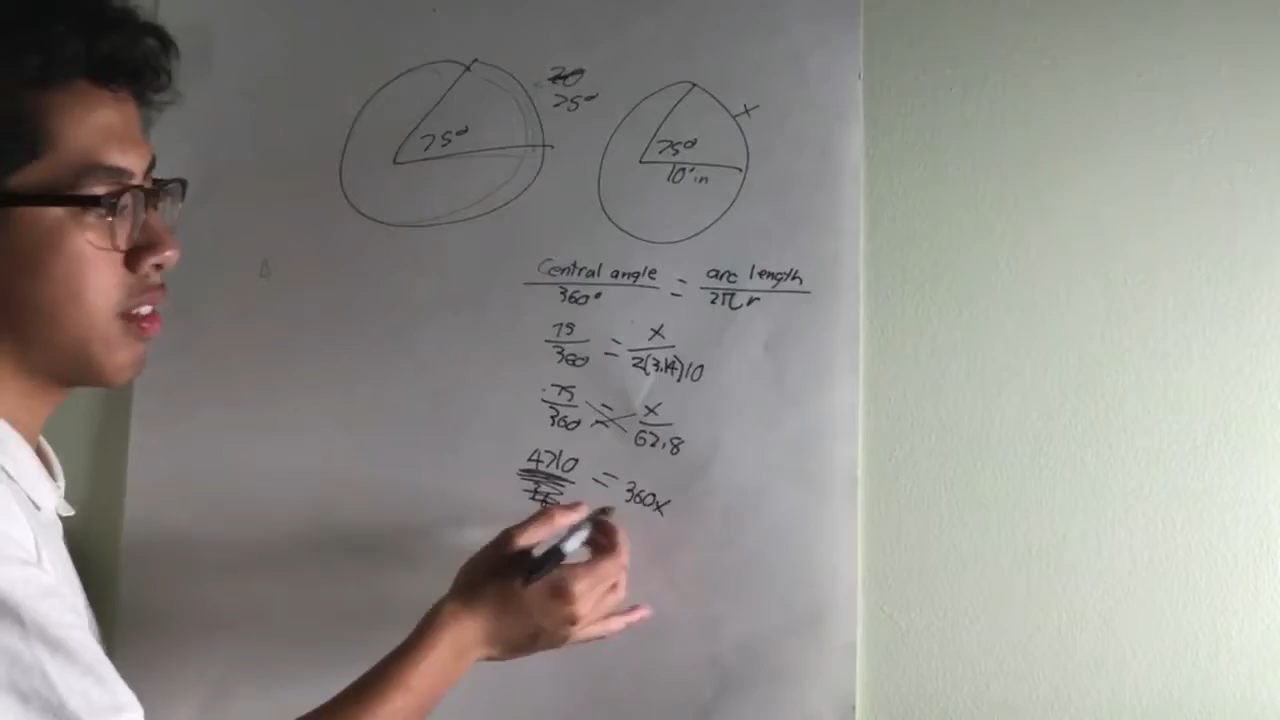 75°
75°
x
75°
10 in
Central angle = arc length
360° 2πr
75 = x
360 2(3.14)10
75 = x
360 62.8
4710 = 360x